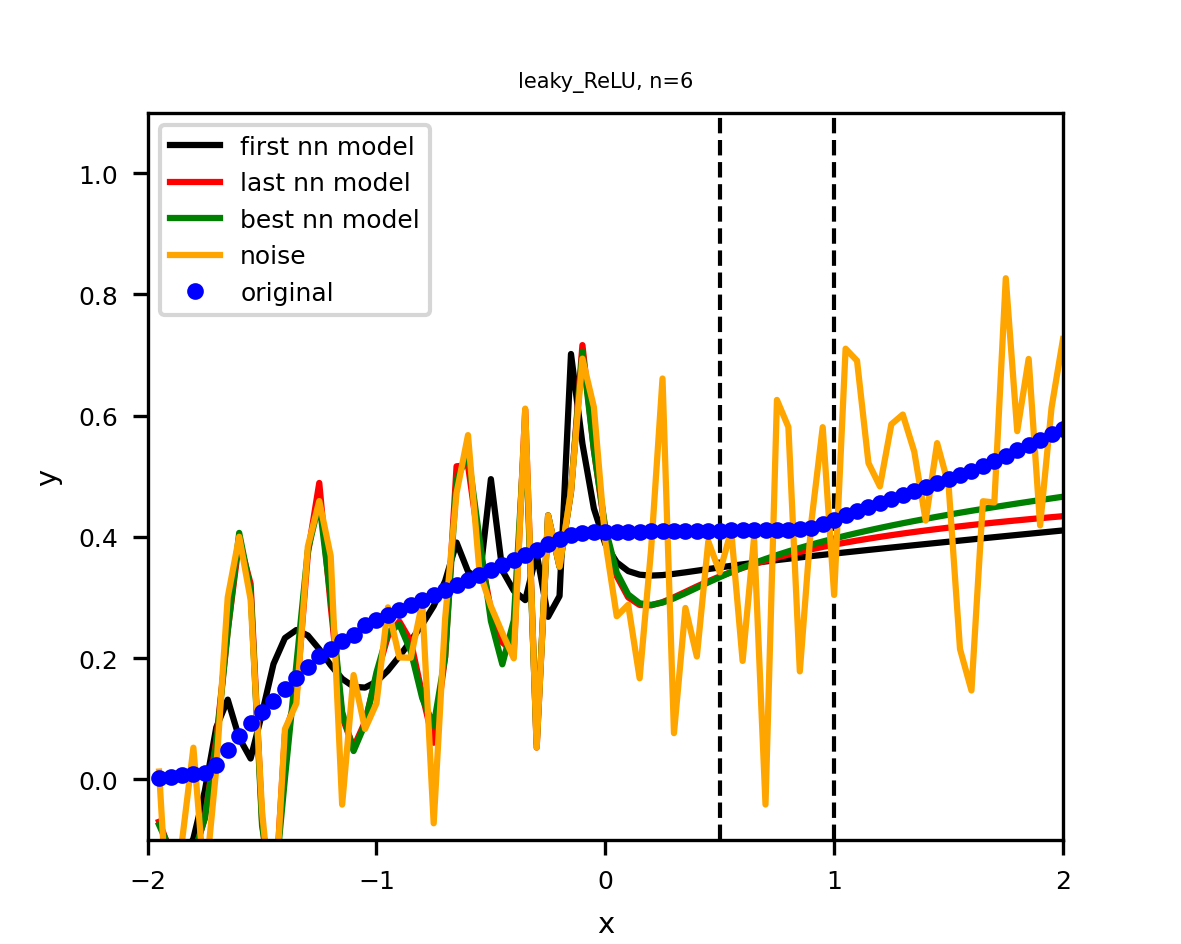 leaky_ReLU, n=6
first nn model
last nn model
best nn model
noise
original
1.0
0.8
0.6
0.4
0.2
0.0
y
−2 −1 0 1 2
x